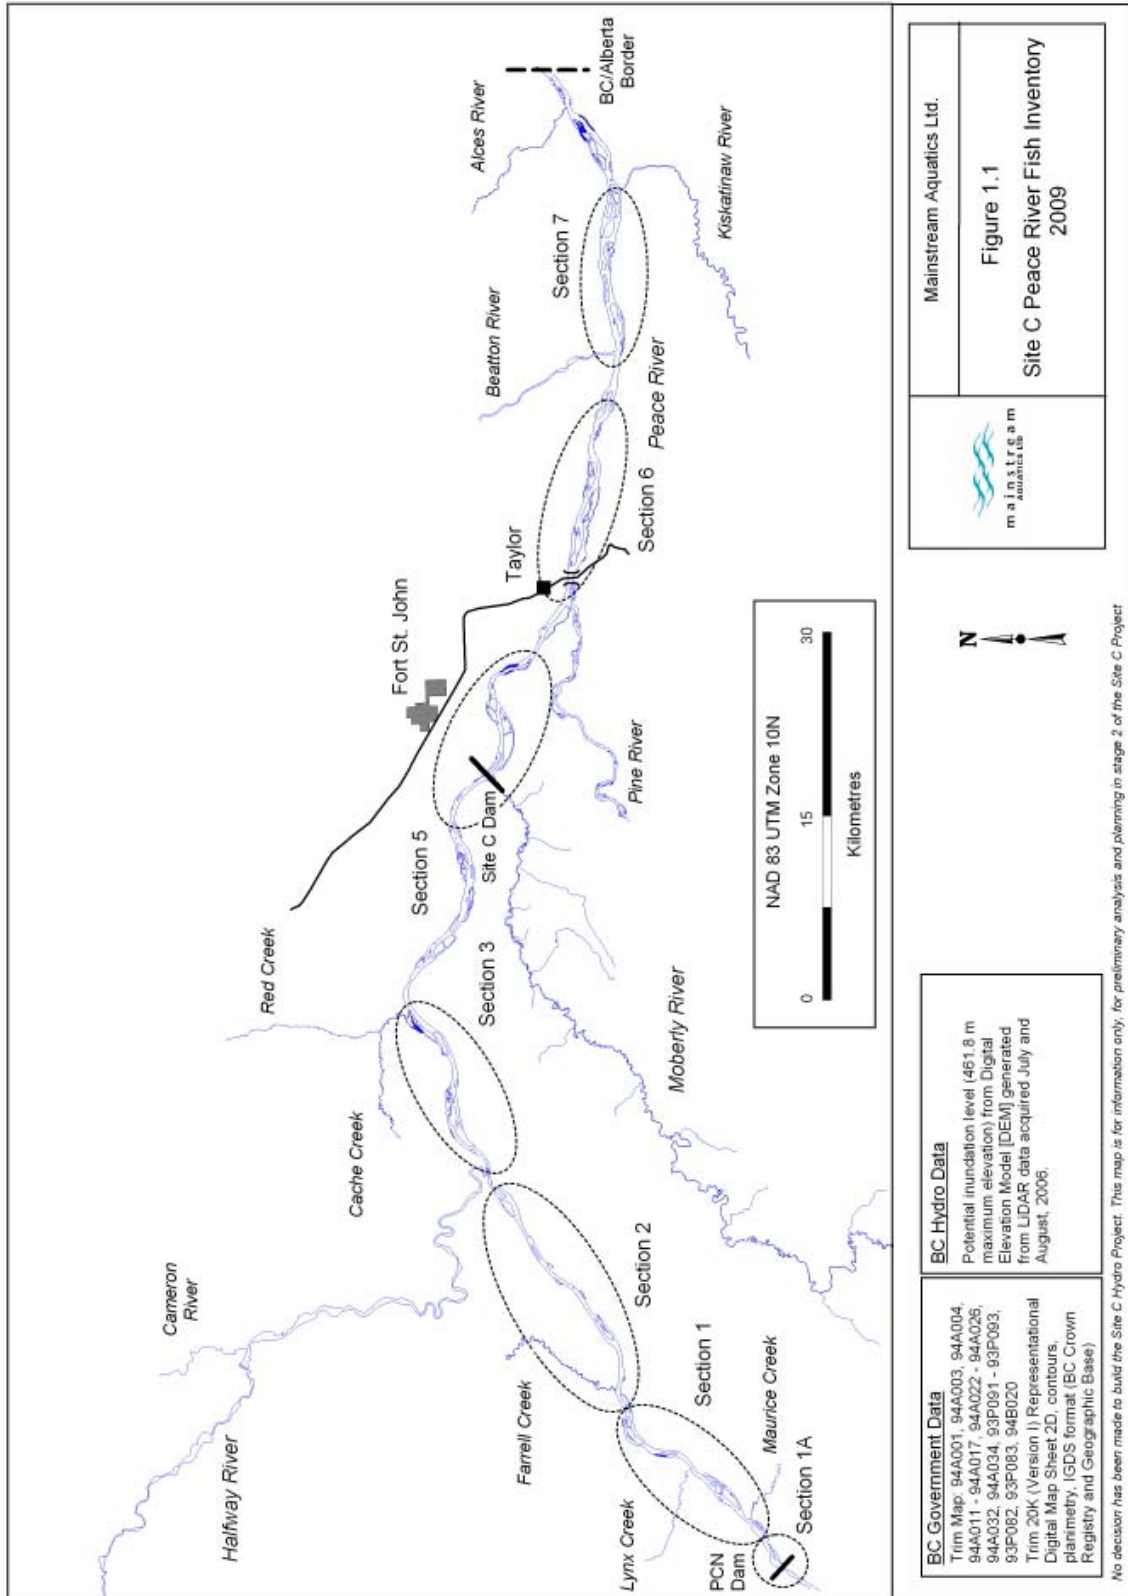 Halfway River
Cameron
River
Cache Creek
Red Creek
Fort St. John
Taylor
Beatton River
Alces River
BC/Alberta
Border
Farrell Creek
Lynx Creek
PCN
Dam
Section 1A
Maurice Creek
Section 1
Section 2
Section 3
Section 5
Site C Dam
Moberly River
Pine River
Section 6
Peace River
Section 7
Kiskatinaw River
NAD 83 UTM Zone 10N
0
15
30
Kilometres
BC Government Data
Trim Map: 94A001, 94A003, 94A004,
94A011 - 94A017, 94A022 - 94A026,
94A032, 94A034, 93P091 - 93P093,
93P082, 93P083, 94B020
Trim 20K (Version I) Representational
Digital Map Sheet 2D, contours,
planimetry, IGDS format (BC Crown
Registry and Geographic Base)
BC Hydro Data
Potential inundation level (461.8 m
maximum elevation) from Digital
Elevation Model [DEM] generated
from LiDAR data acquired July and
August, 2006.
N
mainstream
AQUATICS LTD
Mainstream Aquatics Ltd.
Figure 1.1
Site C Peace River Fish Inventory
2009
No decision has been made to build the Site C Hydro Project. This map is for information only, for preliminary analysis and planning in stage 2 of the Site C Project